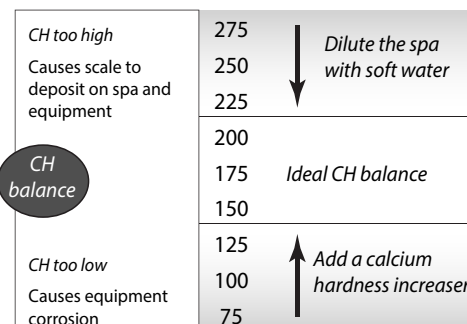 CH too high
Causes scale to
deposit on spa and
equipment
CH
balance
CH too low
Causes equipment
corrosion
275
250
225
Dilute the spa
with soft water
200
175
150
Ideal CH balance
125
100
75
Add a calcium
hardness increaser